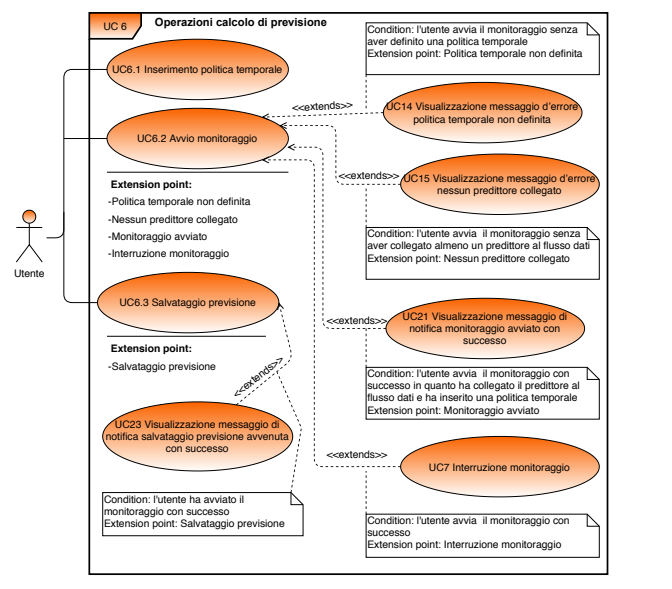 UC 6
Operazioni calcolo di previsione
Condition: l'utente avvia il monitoraggio senza
aver definito una politica temporale
Extension point: Politica temporale non definita
UC6.1 Inserimento politica temporale
<<extends>>
UC14 Visualizzazione messaggio d'errore
politica temporale non definita
UC6.2 Avvio monitoraggio
<<extends>>
UC15 Visualizzazione messaggio d'errore
nessun predittore collegato
Extension point:
-Politica temporale non definita
-Nessun predittore collegato
-Monitoraggio avviato
-Interruzione monitoraggio
Condition: l'utente avvia  il monitoraggio senza
aver collegato almeno un predittore al flusso dati
Extension point: Nessun predittore collegato
Utente
UC6.3 Salvataggio previsione
<<extends>>
UC21 Visualizzazione messaggio di
notifica monitoraggio avviato con
successo
Extension point:
-Salvataggio previsione
<<extends>>
Condition: l'utente avvia  il monitoraggio con
successo in quanto ha collegato il predittore al
flusso dati e ha inserito una politica temporale
Extension point: Monitoraggio avviato
UC23 Visualizzazione messaggio di
notifica salvataggio previsione avvenuta
con successo
<<extends>>
UC7 Interruzione monitoraggio
Condition: l'utente ha avviato il
monitoraggio con successo
Extension point: Salvataggio previsione
Condition: l'utente avvia  il monitoraggio con
successo
Extension point: Interruzione monitoraggio